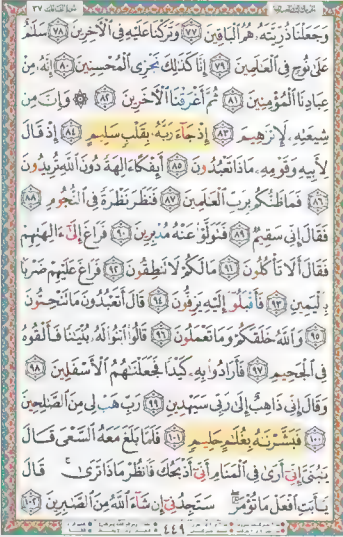 سورة الصافات ٣٧
وَجَعَلْنَا ذُرِّيَّتَهُۥ هُمُ ٱلْبَاقِينَ ٧٧ وَتَرَكْنَا عَلَيْهِ فِى ٱلْآخِرِينَ ٧٨ سَلَٰمٌ
عَلَىٰ نُوحٍ فِى ٱلْعَٰلَمِينَ ٧٩ إِنَّا كَذَٰلِكَ نَجْزِى ٱلْمُحْسِنِينَ ٨٠ إِنَّهُۥ مِنْ
عِبَادِنَا ٱلْمُؤْمِنِينَ ٨١ ثُمَّ أَغْرَقْنَا ٱلْآخَرِينَ ٨٢ ۞ وَإِنَّ مِن
شِيعَتِهِۦ لَإِبْرَٰهِيمَ ٨٣ إِذْ جَآءَ رَبَّهُۥ بِقَلْبٍ سَلِيمٍ ٨٤ إِذْ قَالَ
لِأَبِيهِ وَقَوْمِهِۦ مَاذَا تَعْبُدُونَ ٨٥ أَئِفْكًا ءَالِهَةً دُونَ ٱللَّهِ تُرِيدُونَ
٨٦ فَمَا ظَنُّكُم بِرَبِّ ٱلْعَٰلَمِينَ ٨٧ فَنَظَرَ نَظْرَةً فِى ٱلنُّجُومِ ٨٨
فَقَالَ إِنِّى سَقِيمٌ ٨٩ فَتَوَلَّوْا۟ عَنْهُ مُدْبِرِينَ ٩٠ فَرَاغَ إِلَىٰٓ ءَالِهَتِهِمْ
فَقَالَ أَلَا تَأْكُلُونَ ٩١ مَا لَكُمْ لَا تَنطِقُونَ ٩٢ فَرَاغَ عَلَيْهِمْ ضَرْبًۢا
بِٱلْيَمِينِ ٩٣ فَأَقْبَلُوٓا۟ إِلَيْهِ يَزِفُّونَ ٩٤ قَالَ أَتَعْبُدُونَ مَا تَنْحِتُونَ
٩٥ وَٱللَّهُ خَلَقَكُمْ وَمَا تَعْمَلُونَ ٩٦ قَالُوا۟ ٱبْنُوا۟ لَهُۥ بُنْيَٰنًا فَأَلْقُوهُ
فِى ٱلْجَحِيمِ ٩٧ فَأَرَادُوا۟ بِهِۦ كَيْدًا فَجَعَلْنَٰهُمُ ٱلْأَسْفَلِينَ ٩٨
وَقَالَ إِنِّى ذَاهِبٌ إِلَىٰ رَبِّى سَيَهْدِينِ ٩٩ رَبِّ هَبْ لِى مِنَ ٱلصَّٰلِحِينَ
١٠٠ فَبَشَّرْنَٰهُ بِغُلَٰمٍ حَلِيمٍ ١٠١ فَلَمَّا بَلَغَ مَعَهُ ٱلسَّعْىَ قَالَ
يَٰبُنَىَّ إِنِّىٓ أَرَىٰ فِى ٱلْمَنَامِ أَنِّىٓ أَذْبَحُكَ فَٱنظُرْ مَاذَا تَرَىٰ ۚ قَالَ
يَٰٓأَبَتِ ٱفْعَلْ مَا تُؤْمَرُ ۖ سَتَجِدُنِىٓ إِن شَآءَ ٱللَّهُ مِنَ ٱلصَّٰبِرِينَ ١٠٢
٤٤٩